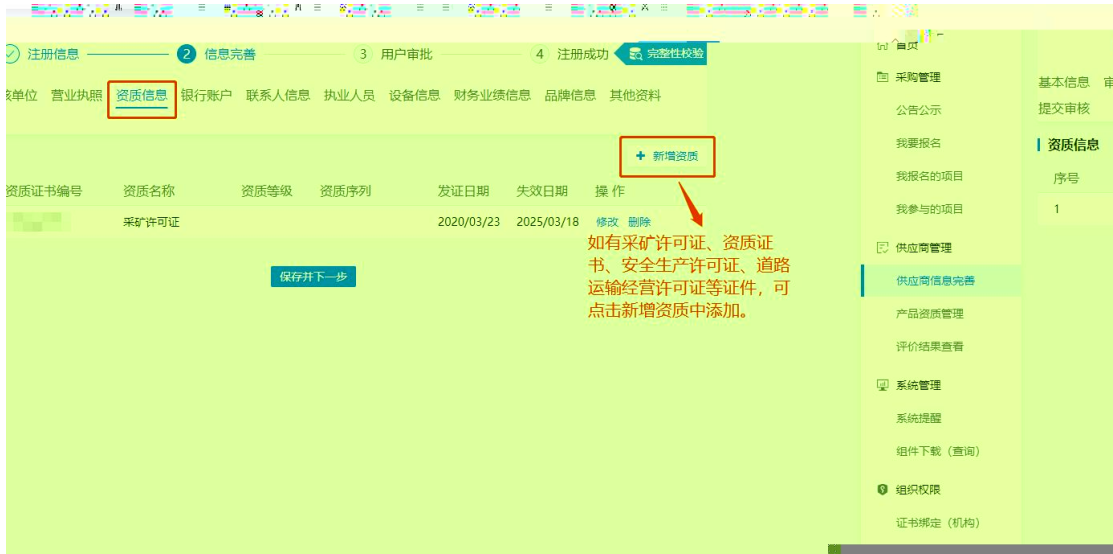 注册信息 2 信息完善 3 用户审批 4 注册成功 完整性校验
单位 营业执照 资质信息 银行账户 联系人信息 执业人员 设备信息 财务业绩信息 品牌信息 其他资料
+ 新增资质
资质证书编号 资质名称 资质等级 资质序列 发证日期 失效日期 操作
采矿许可证 2020/03/23 2025/03/18 修改 删除
保存并下一步
如有采矿许可证、资质证
书、安全生产许可证、道路
运输经营许可证等证件，可
点击新增资质中添加。
首页
采购管理
公告公示
我要报名
我报名的项目
我参与的项目
供应商管理
供应商信息完善
产品资质管理
评价结果查看
系统管理
系统提醒
组件下载（查询）
组织权限
证书绑定（机构）
基本信息
提交审核
资质信息
序号
1